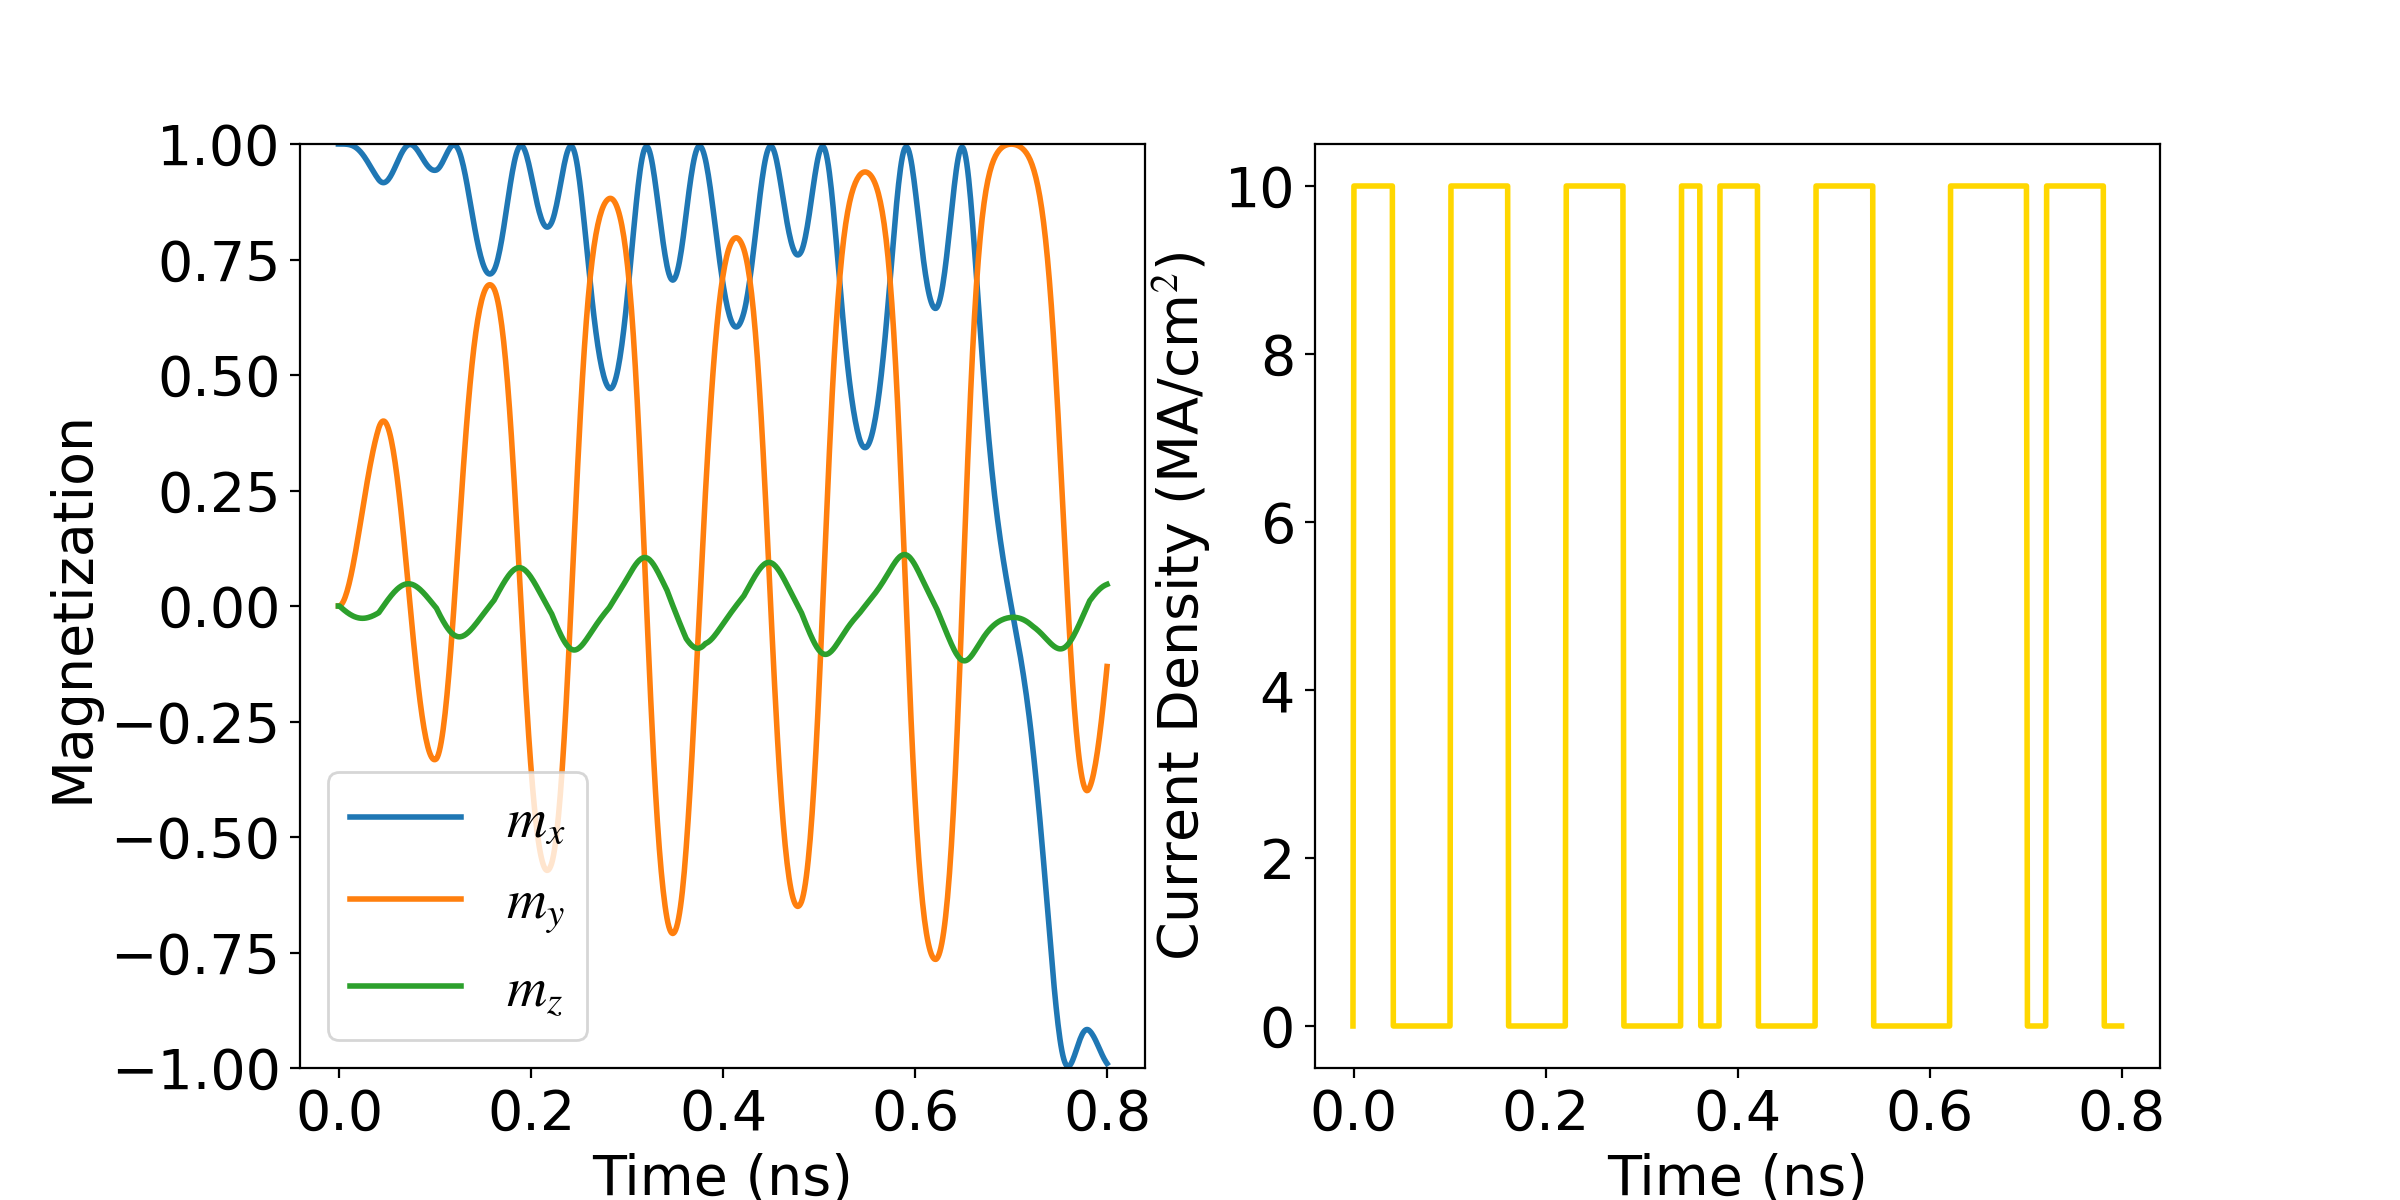 Magnetization
1.00
0.75
0.50
0.25
0.00
−0.25
−0.50
−0.75
−1.00
m_x
m_y
m_z
0.0 0.2 0.4 0.6 0.8
Time (ns)
Current Density (MA/cm²)
10
8
6
4
2
0
0.0 0.2 0.4 0.6 0.8
Time (ns)